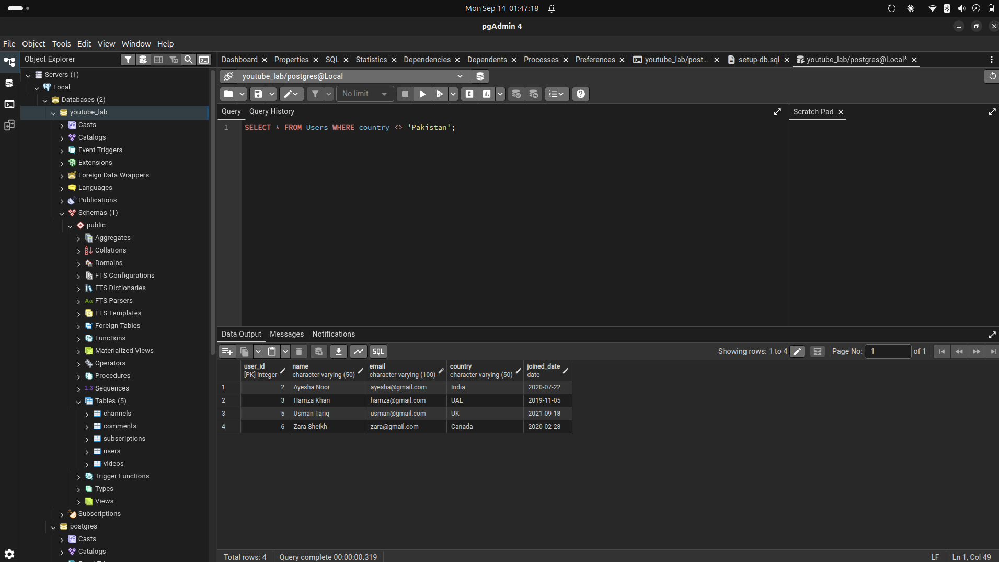 Mon Sep 14 01:47:18
pgAdmin 4
File Object Tools Edit View Window Help
Object Explorer
Dashboard Properties SQL Statistics Dependencies Dependents Processes Preferences youtube_lab/post... setup-db.sql youtube_lab/postgres@Local*
Servers (1)
Local
Databases (2)
youtube_lab
Casts
Catalogs
Event Triggers
Extensions
Foreign Data Wrappers
Languages
Publications
Schemas (1)
public
Aggregates
Collations
Domains
FTS Configurations
FTS Dictionaries
Aa FTS Parsers
FTS Templates
Foreign Tables
Functions
Materialized Views
Operators
Procedures
1..3 Sequences
Tables (5)
channels
comments
subscriptions
users
videos
Trigger Functions
Types
Views
Subscriptions
postgres
Casts
Catalogs
youtube_lab/postgres@Local
No limit
E
Query Query History
Scratch Pad
1 SELECT * FROM Users WHERE country <> 'Pakistan';
Data Output Messages Notifications
SQL
Showing rows: 1 to 4
Page No: 1 of 1
user_id name email country joined_date
[PK] integer character varying (50) character varying (100) character varying (50) date
1 2 Ayesha Noor ayesha@gmail.com India 2020-07-22
2 3 Hamza Khan hamza@gmail.com UAE 2019-11-05
3 5 Usman Tariq usman@gmail.com UK 2021-09-18
4 6 Zara Sheikh zara@gmail.com Canada 2020-02-28
Total rows: 4 Query complete 00:00:00.319 LF Ln 1, Col 49